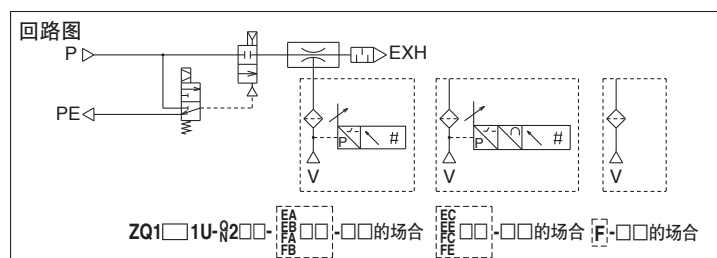 回路图
P
EXH
PE
P #
P #
V
V
V
ZQ1□□1U-Q/N2□□-EA/EB/FA/FB□□-□□的场合
EC/EE/FC/FE□□-□□的场合
F-□□的场合